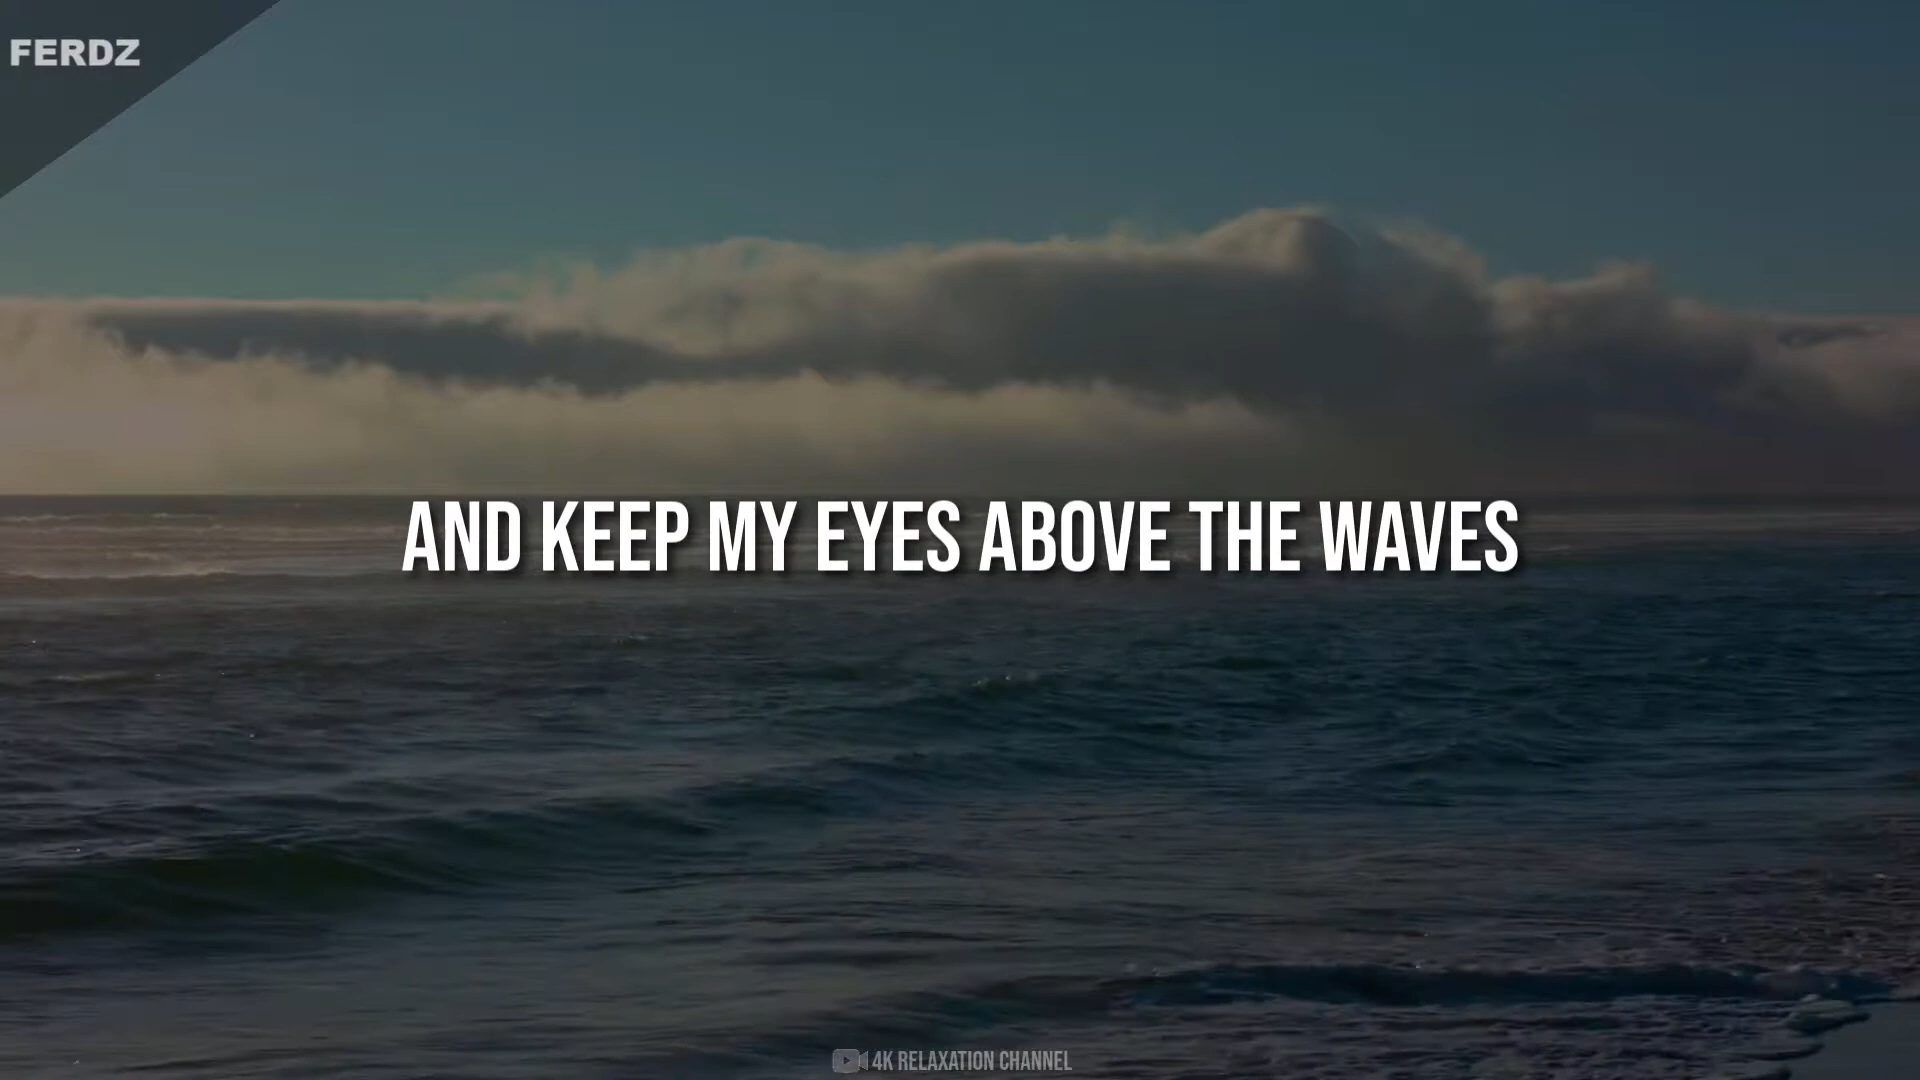 FERDZ
AND KEEP MY EYES ABOVE THE WAVES
4K RELAXATION CHANNEL